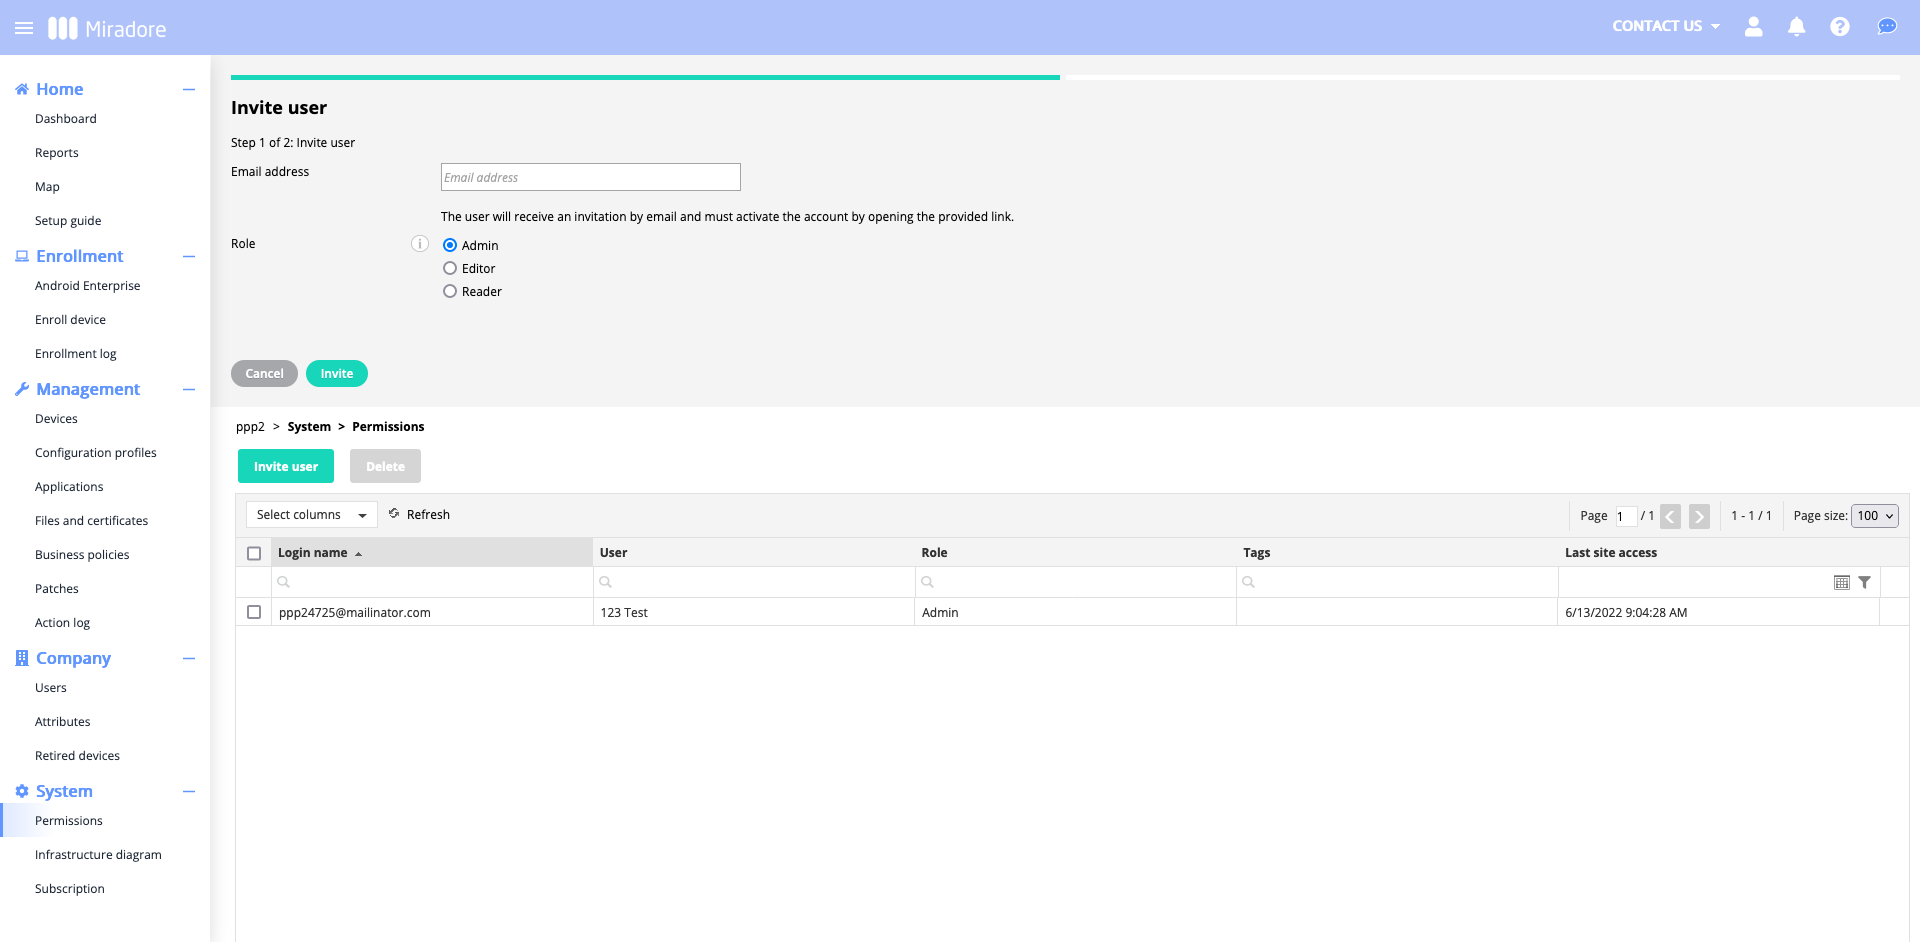 Miradore
CONTACT US
Home
Dashboard
Reports
Map
Setup guide
Enrollment
Android Enterprise
Enroll device
Enrollment log
Management
Devices
Configuration profiles
Applications
Files and certificates
Business policies
Patches
Action log
Company
Users
Attributes
Retired devices
System
Permissions
Infrastructure diagram
Subscription
Invite user
Step 1 of 2: Invite user
Email address
Email address
The user will receive an invitation by email and must activate the account by opening the provided link.
Role
Admin
Editor
Reader
Cancel Invite
ppp2 > System > Permissions
Invite user Delete
Select columns Refresh Page 1 / 1 1 - 1 / 1 Page size: 100
Login name User Role Tags Last site access
ppp24725@mailinator.com 123 Test Admin 6/13/2022 9:04:28 AM